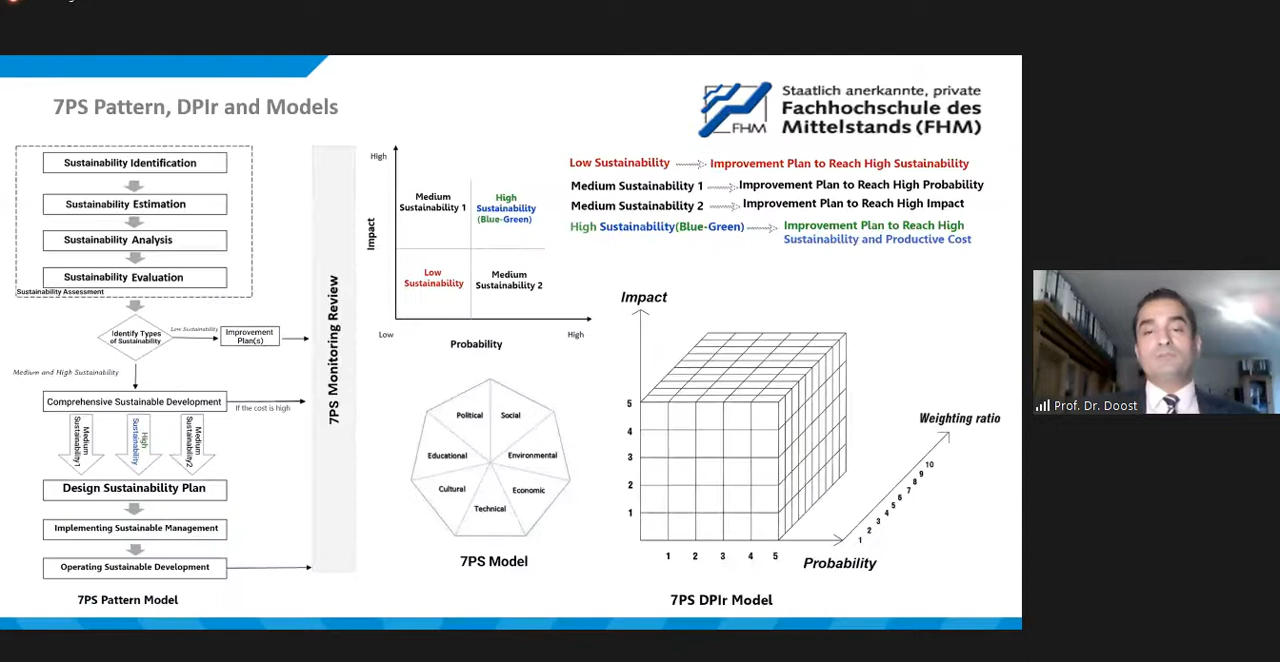 7PS Pattern, DPIr and Models
FHM
Staatlich anerkannte, private
Fachhochschule des
Mittelstands (FHM)
Sustainability Identification
Sustainability Estimation
Sustainability Analysis
Sustainability Evaluation
Sustainability Assessment
Identify Types
of Sustainability
Low Sustainability
Improvement
Plan(s)
Medium and High Sustainability
Comprehensive Sustainable Development
If the cost is high
Medium
Sustainability1
High
Sustainability
Medium
Sustainability2
Design Sustainability Plan
Implementing Sustainable Management
Operating Sustainable Development
7PS Pattern Model
7PS Monitoring Review
High
Impact
Medium
Sustainability 1
High
Sustainability
(Blue-Green)
Low
Sustainability
Medium
Sustainability 2
Low
High
Probability
Low Sustainability
Improvement Plan to Reach High Sustainability
Medium Sustainability 1
Improvement Plan to Reach High Probability
Medium Sustainability 2
Improvement Plan to Reach High Impact
High Sustainability(Blue-Green)
Improvement Plan to Reach High
Sustainability and Productive Cost
Political
Social
Educational
Environmental
Cultural
Economic
Technical
7PS Model
Impact
5
4
3
2
1
1 2 3 4 5
Probability
Weighting ratio
10
9
8
7
6
5
4
3
2
1
7PS DPIr Model
Prof. Dr. Doost